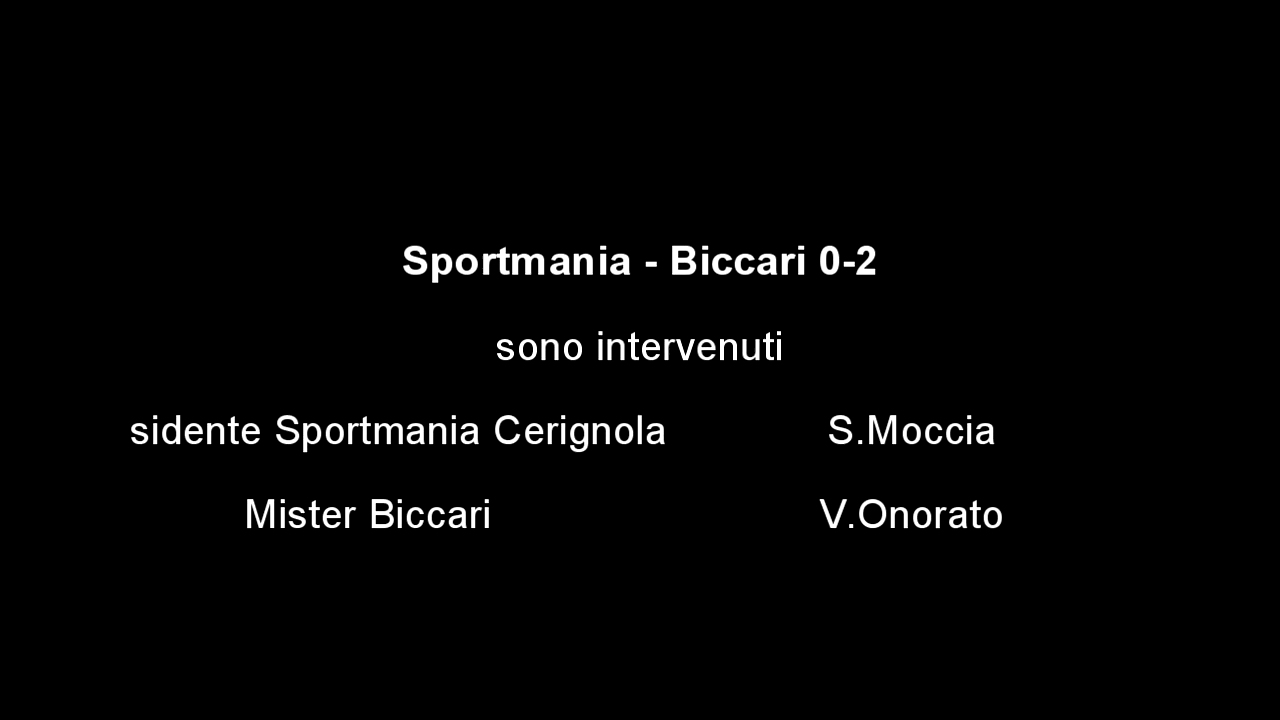 Sportmania - Biccari 0-2
sono intervenuti
sidente Sportmania Cerignola S.Moccia
Mister Biccari V.Onorato